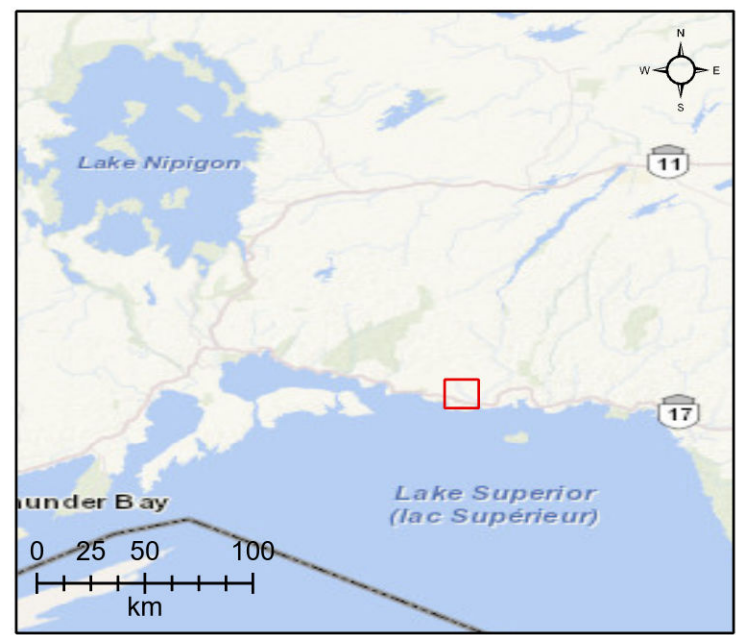 N
W E
S
Lake Nipigon
11
17
Lake Superior
(lac Supérieur)
hunder Bay
0 25 50 100
km